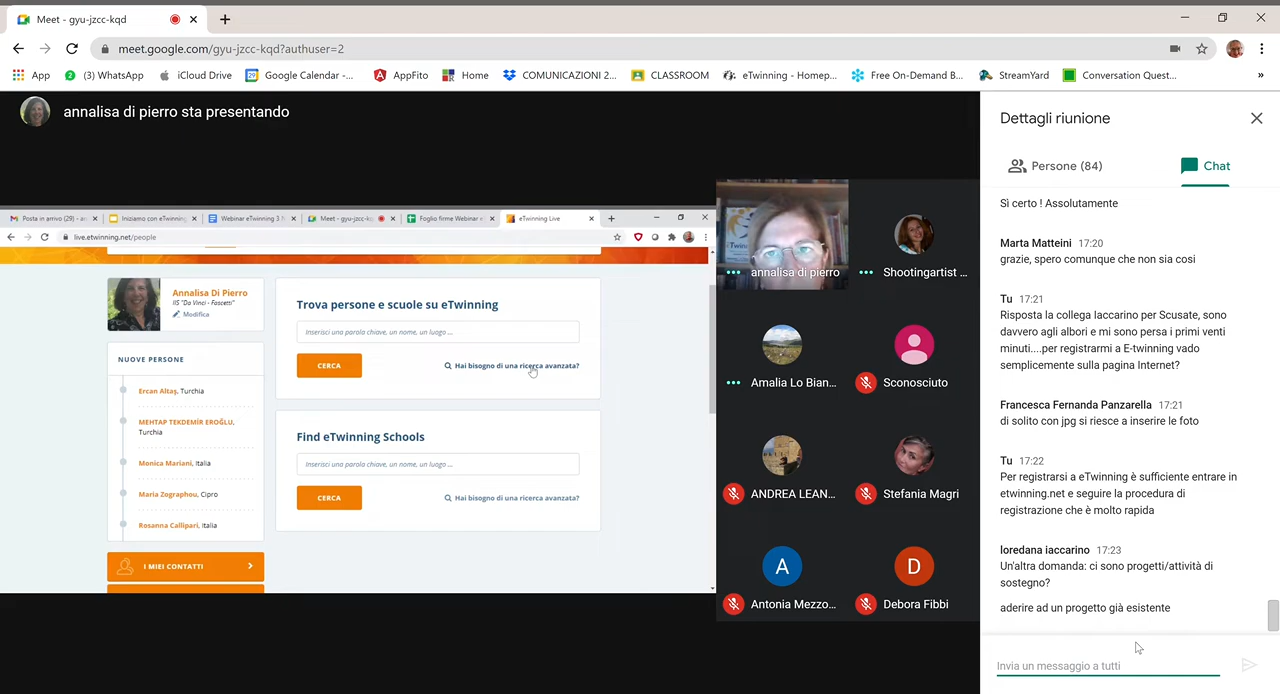 Meet - gyu-jzcc-kqd
meet.google.com/gyu-jzcc-kqd?authuser=2
App
(3) WhatsApp
iCloud Drive
Google Calendar -...
AppFito
Home
COMUNICAZIONI 2...
CLASSROOM
eTwinning - Homep...
Free On-Demand B...
StreamYard
Conversation Quest...
»
annalisa di pierro sta presentando
Posta in arrivo (29) - an
Iniziamo con eTwinning
Webinar eTwinning 3 N
Meet - gyu-jzcc-kq
Foglio firme Webinar e
eTwinning Live
live.etwinning.net/people
Annalisa Di Pierro
IIS "Da Vinci - Fascetti"
Modifica
NUOVE PERSONE
Ercan Altaş, Turchia
MEHTAP TEKDEMİR EROĞLU,
Turchia
Monica Mariani, Italia
Maria Zographou, Cipro
Rosanna Callipari, Italia
I MIEI CONTATTI
Trova persone e scuole su eTwinning
Inserisci una parola chiave, un nome, un luogo ...
CERCA
Hai bisogno di una ricerca avanzata?
Find eTwinning Schools
Inserisci una parola chiave, un nome, un luogo ...
CERCA
Hai bisogno di una ricerca avanzata?
annalisa di pierro
Shootingartist ...
Amalia Lo Bian...
Sconosciuto
ANDREA LEAN...
Stefania Magri
A
Antonia Mezzo...
D
Debora Fibbi
Dettagli riunione
Persone (84)
Chat
Sì certo ! Assolutamente
Marta Matteini 17:20
grazie, spero comunque che non sia cosi
Tu 17:21
Risposta la collega Iaccarino per Scusate, sono
davvero agli albori e mi sono persa i primi venti
minuti....per registrarmi a E-twinning vado
semplicemente sulla pagina Internet?
Francesca Fernanda Panzarella 17:21
di solito con jpg si riesce a inserire le foto
Tu 17:22
Per registrarsi a eTwinning è sufficiente entrare in
etwinning.net e seguire la procedura di
registrazione che è molto rapida
loredana iaccarino 17:23
Un'altra domanda: ci sono progetti/attività di
sostegno?
aderire ad un progetto già esistente
Invia un messaggio a tutti